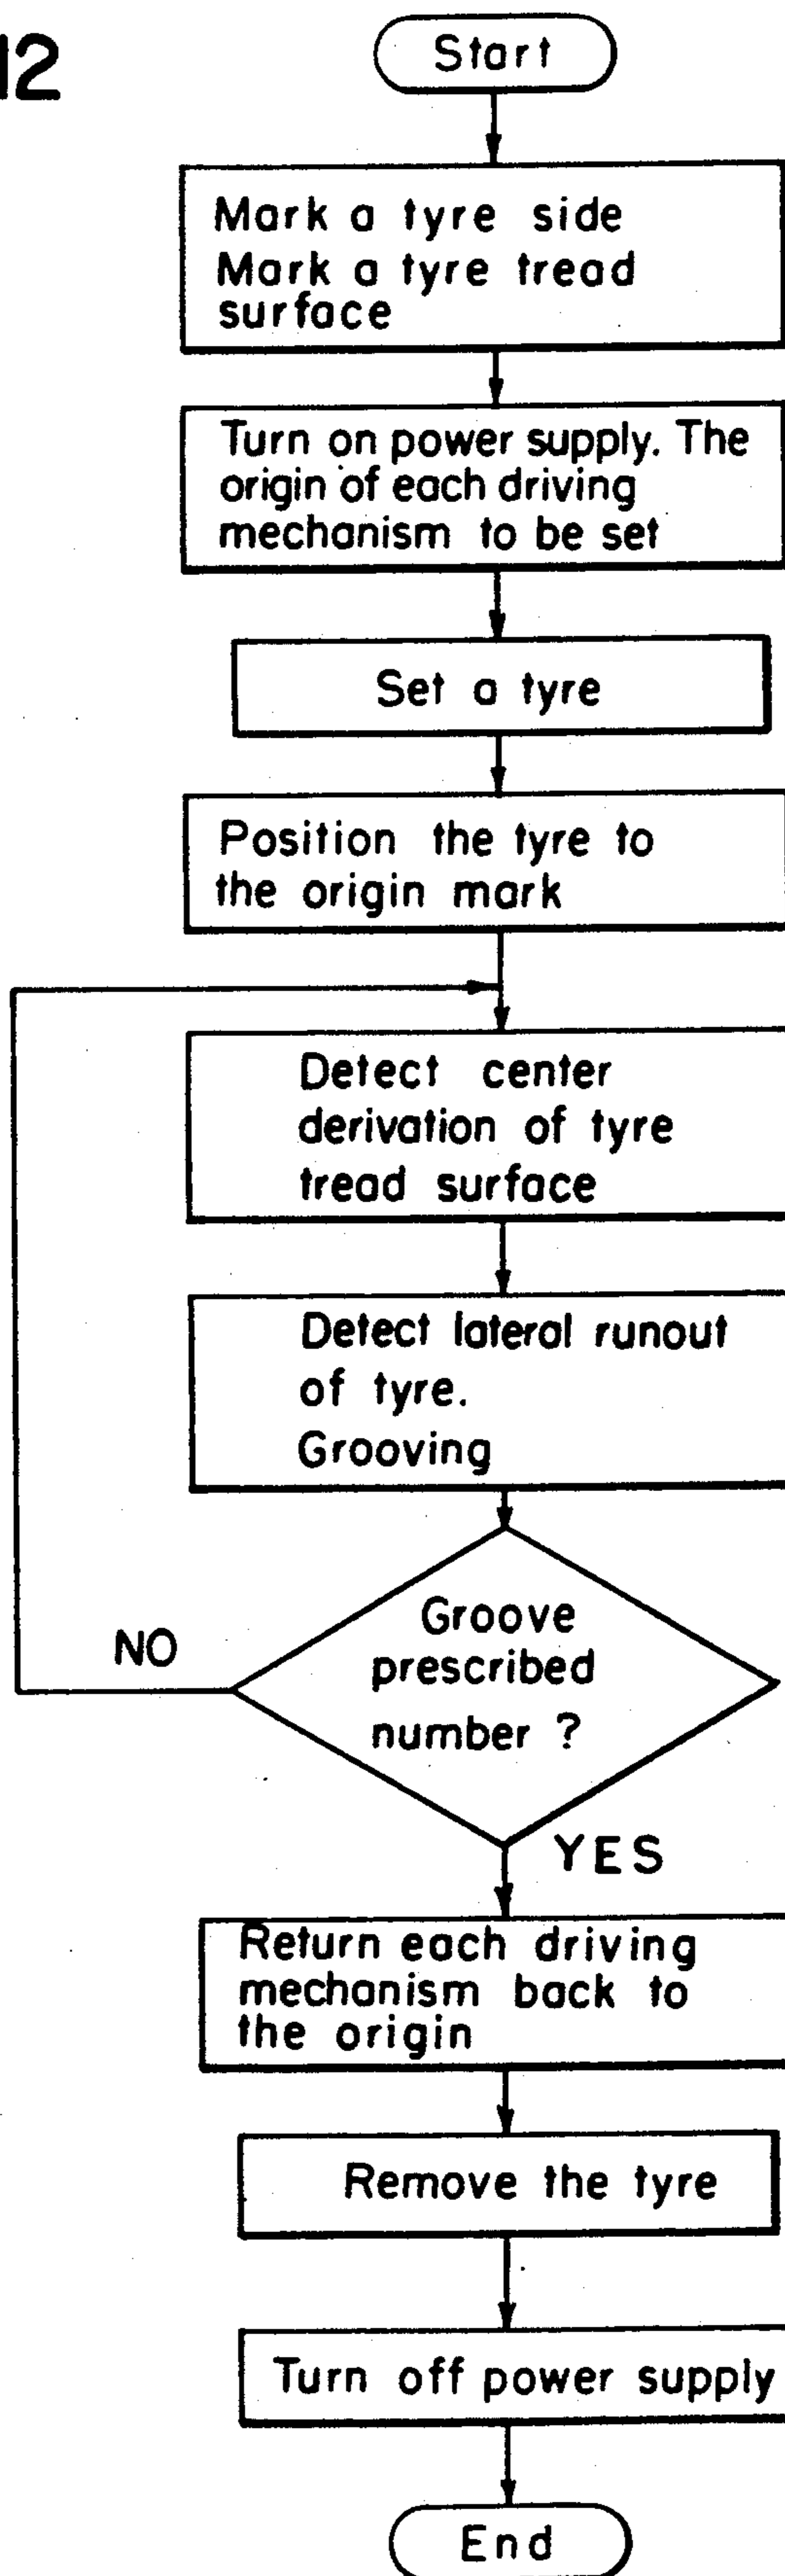 12
Start
Mark a tyre side
Mark a tyre tread
surface
Turn on power supply. The
origin of each driving
mechanism to be set
Set a tyre
Position the tyre to
the origin mark
Detect center
derivation of tyre
tread surface
Detect lateral runout
of tyre.
Grooving
Groove
prescribed
number ?
NO
YES
Return each driving
mechanism back to
the origin
Remove the tyre
Turn off power supply
End